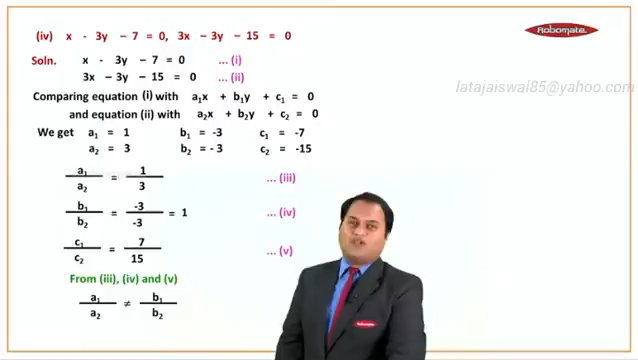 Robomate+
(iv) x - 3y - 7 = 0, 3x - 3y - 15 = 0
latajaiswal85@yahoo.com
Soln. x - 3y - 7 = 0 ... (i)
3x - 3y - 15 = 0 ... (ii)
Comparing equation (i) with a₁x + b₁y + c₁ = 0
and equation (ii) with a₂x + b₂y + c₂ = 0
We get a₁ = 1 b₁ = -3 c₁ = -7
a₂ = 3 b₂ = - 3 c₂ = -15
a₁/a₂ = 1/3 ... (iii)
b₁/b₂ = -3/-3 = 1 ... (iv)
c₁/c₂ = 7/15 ... (v)
From (iii), (iv) and (v)
a₁/a₂ ≠ b₁/b₂
Robomate+